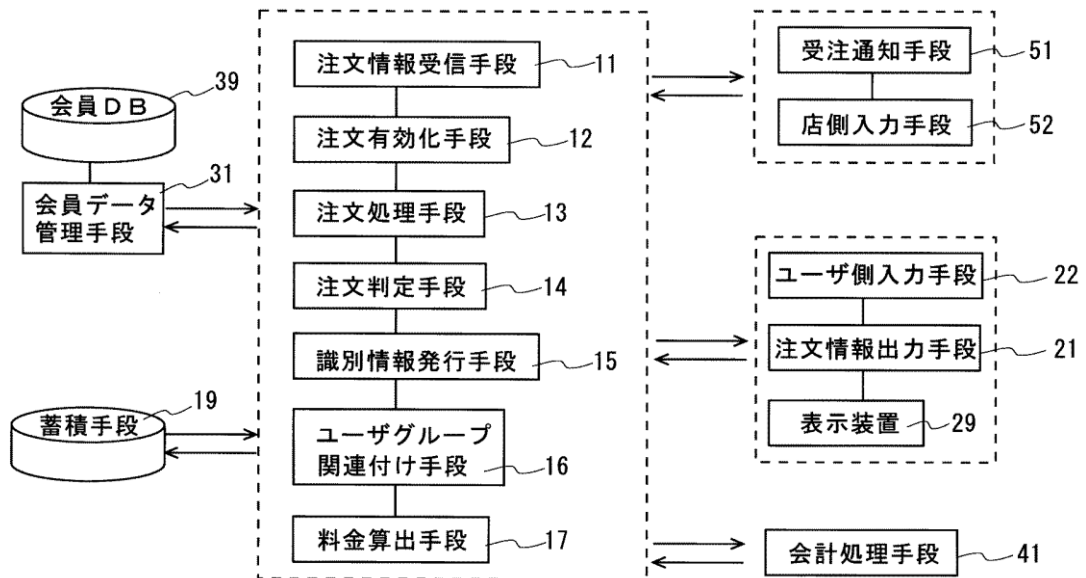 会員DB
39
会員データ
管理手段
31
蓄積手段
19
注文情報受信手段
11
注文有効化手段
12
注文処理手段
13
注文判定手段
14
識別情報発行手段
15
ユーザグループ
関連付け手段
16
料金算出手段
17
受注通知手段
51
店側入力手段
52
ユーザ側入力手段
22
注文情報出力手段
21
表示装置
29
会計処理手段
41